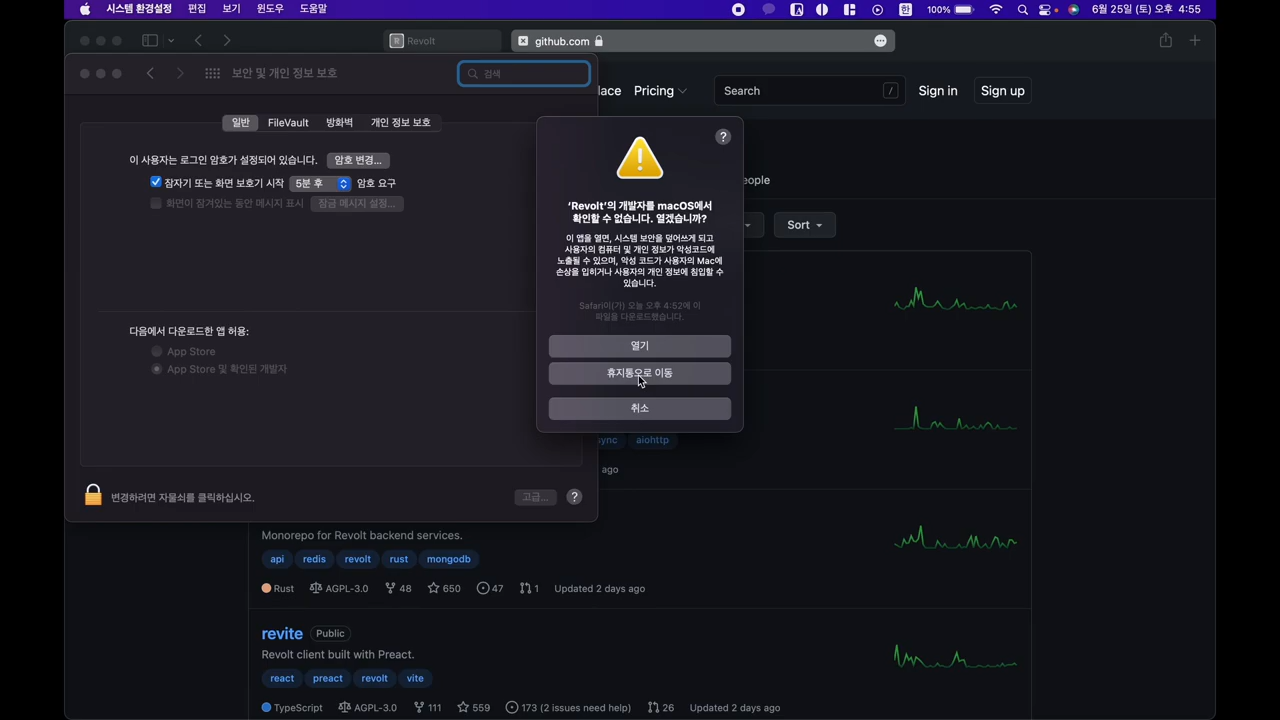 시스템 환경설정 편집 보기 윈도우 도움말
한 100% 6월 25일 (토) 오후 4:55
Revolt
github.com
보안 및 개인 정보 보호
검색
lace Pricing
Search /
Sign in
Sign up
일반 FileVault 방화벽 개인 정보 보호
이 사용자는 로그인 암호가 설정되어 있습니다. 암호 변경...
잠자기 또는 화면 보호기 시작 5분 후 암호 요구
화면이 잠겨있는 동안 메시지 표시 잠금 메시지 설정...
다음에서 다운로드한 앱 허용:
App Store
App Store 및 확인된 개발자
변경하려면 자물쇠를 클릭하십시오.
고급... ?
?
‘Revolt’의 개발자를 macOS에서
확인할 수 없습니다. 열겠습니까?
이 앱을 열면, 시스템 보안을 덮어쓰게 되고
사용자의 컴퓨터 및 개인 정보가 악성코드에
노출될 수 있으며, 악성 코드가 사용자의 Mac에
손상을 입히거나 사용자의 개인 정보에 침입할 수
있습니다.
Safari이(가) 오늘 오후 4:52에 이
파일을 다운로드했습니다.
열기
휴지통으로 이동
취소
eople
Sort
sync aiohttp
ago
Monorepo for Revolt backend services.
api redis revolt rust mongodb
Rust AGPL-3.0 48 650 47 1 Updated 2 days ago
revite Public
Revolt client built with Preact.
react preact revolt vite
TypeScript AGPL-3.0 111 559 173 (2 issues need help) 26 Updated 2 days ago